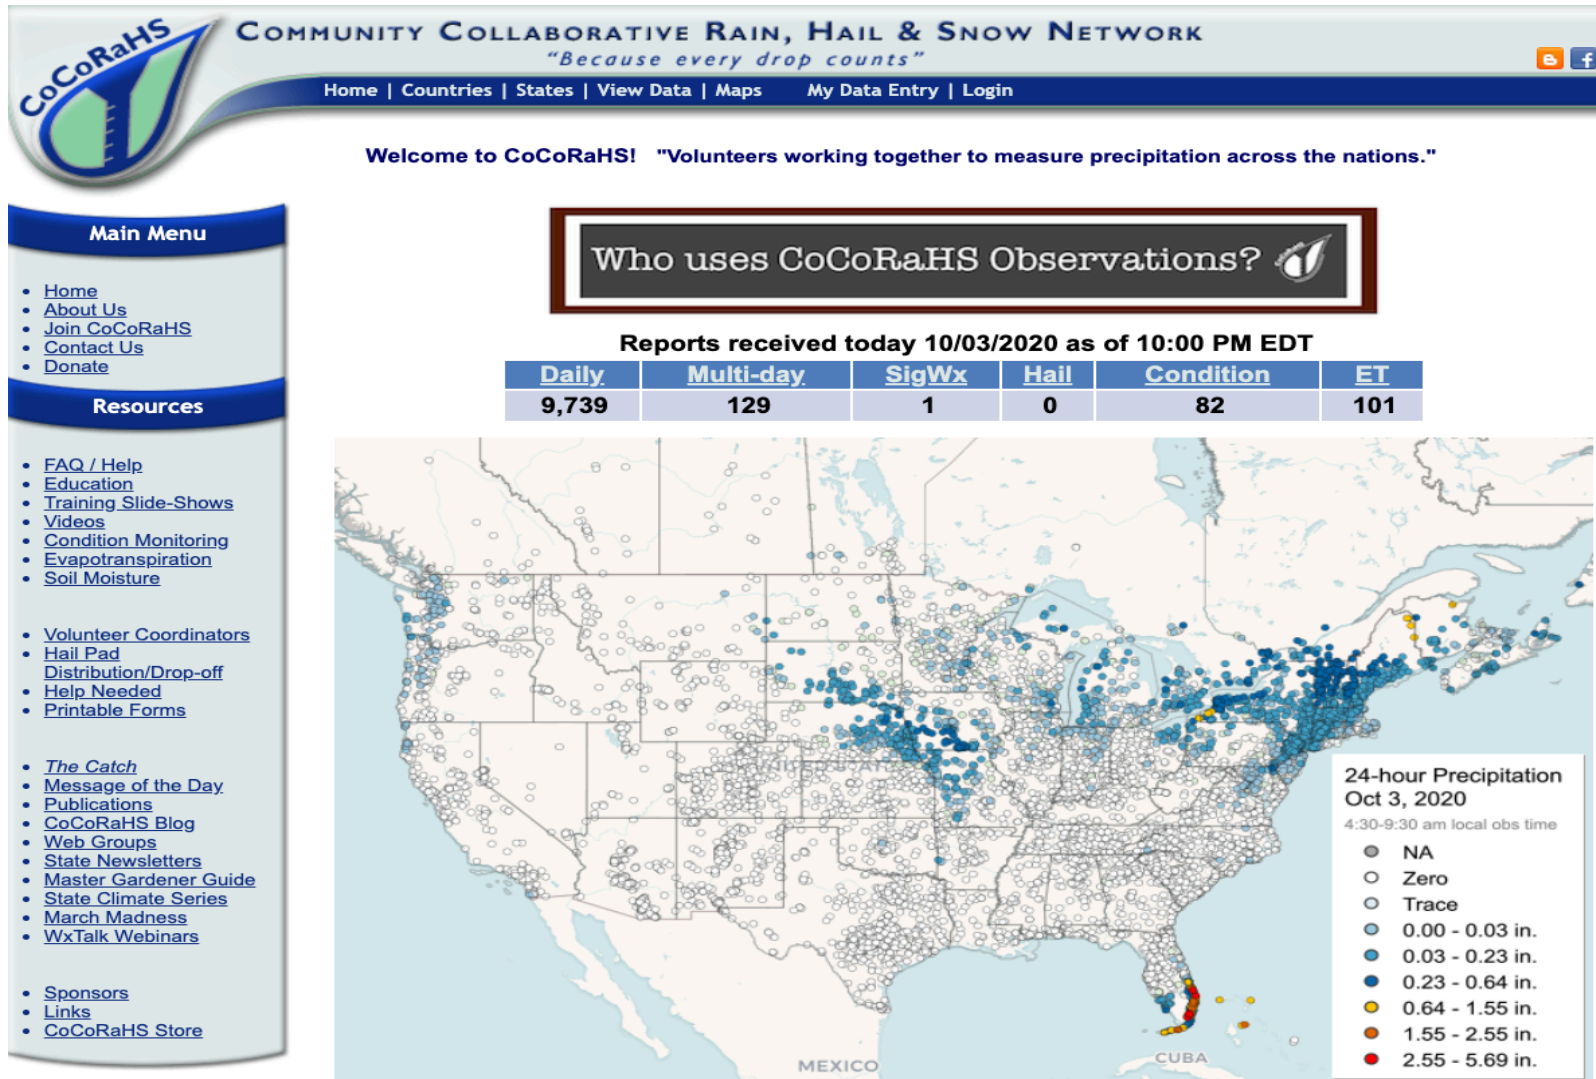 CoCoRaHS
COMMUNITY COLLABORATIVE RAIN, HAIL & SNOW NETWORK
"Because every drop counts"
Home | Countries | States | View Data | Maps My Data Entry | Login
Welcome to CoCoRaHS! "Volunteers working together to measure precipitation across the nations."
Main Menu
Home
About Us
Join CoCoRaHS
Contact Us
Donate
Resources
FAQ / Help
Education
Training Slide-Shows
Videos
Condition Monitoring
Evapotranspiration
Soil Moisture
Volunteer Coordinators
Hail Pad
Distribution/Drop-off
Help Needed
Printable Forms
The Catch
Message of the Day
Publications
CoCoRaHS Blog
Web Groups
State Newsletters
Master Gardener Guide
State Climate Series
March Madness
WxTalk Webinars
Sponsors
Links
CoCoRaHS Store
Who uses CoCoRaHS Observations?
Reports received today 10/03/2020 as of 10:00 PM EDT
Daily Multi-day SigWx Hail Condition ET
9,739 129 1 0 82 101
24-hour Precipitation
Oct 3, 2020
4:30-9:30 am local obs time
NA
Zero
Trace
0.00 - 0.03 in.
0.03 - 0.23 in.
0.23 - 0.64 in.
0.64 - 1.55 in.
1.55 - 2.55 in.
2.55 - 5.69 in.
MEXICO
CUBA